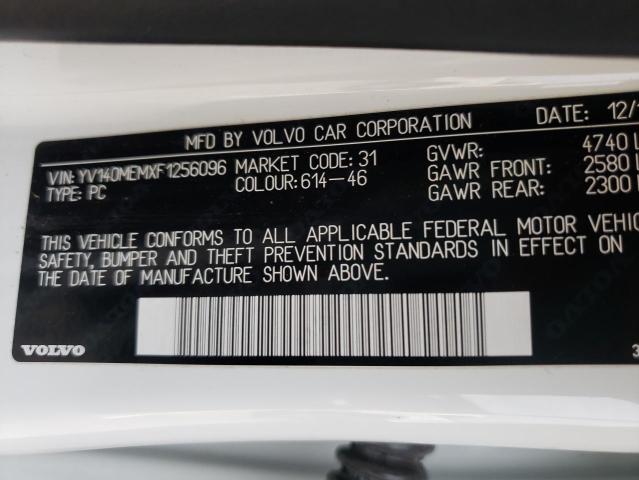 MFD BY VOLVO CAR CORPORATION DATE: 12/
VIN: YV140MEMXF1256096 MARKET CODE: 31 GVWR: 4740
TYPE: PC COLOUR: 614-46 GAWR FRONT: 2580
GAWR REAR: 2300
THIS VEHICLE CONFORMS TO ALL APPLICABLE FEDERAL MOTOR VEHIC
SAFETY, BUMPER AND THEFT PREVENTION STANDARDS IN EFFECT ON
THE DATE OF MANUFACTURE SHOWN ABOVE.
VOLVO